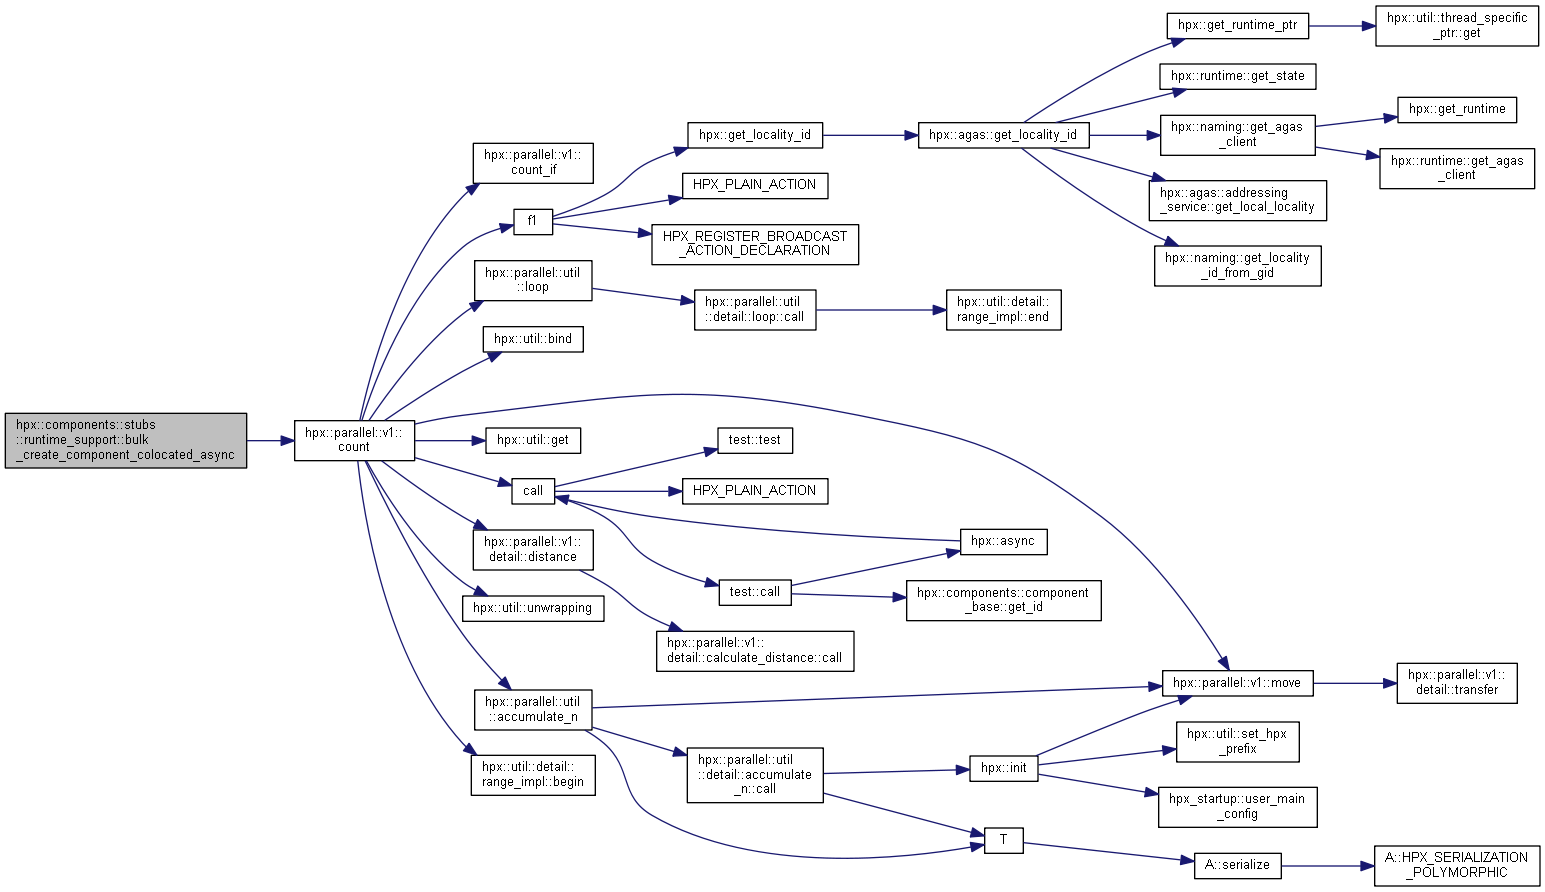 hpx::components::stubs
::runtime_support::bulk
_create_component_colocated_async
hpx::parallel::v1::
count
hpx::parallel::v1::
count_if
f1
hpx::get_locality_id
HPX_PLAIN_ACTION
HPX_REGISTER_BROADCAST
_ACTION_DECLARATION
hpx::agas::get_locality_id
hpx::get_runtime_ptr
hpx::util::thread_specific
_ptr::get
hpx::runtime::get_state
hpx::naming::get_agas
_client
hpx::get_runtime
hpx::runtime::get_agas
_client
hpx::agas::addressing
_service::get_local_locality
hpx::naming::get_locality
_id_from_gid
hpx::parallel::util
::loop
hpx::parallel::util
::detail::loop::call
hpx::util::detail::
range_impl::end
hpx::util::bind
hpx::util::get
call
test::test
HPX_PLAIN_ACTION
test::call
hpx::async
hpx::components::component
_base::get_id
hpx::parallel::v1::
detail::distance
hpx::parallel::v1::
detail::calculate_distance::call
hpx::util::unwrapping
hpx::parallel::util
::accumulate_n
hpx::parallel::util
::detail::accumulate
_n::call
hpx::init
hpx::parallel::v1::move
hpx::parallel::v1::
detail::transfer
hpx::util::set_hpx
_prefix
hpx_startup::user_main
_config
T
A::serialize
A::HPX_SERIALIZATION
_POLYMORPHIC
hpx::util::detail::
range_impl::begin